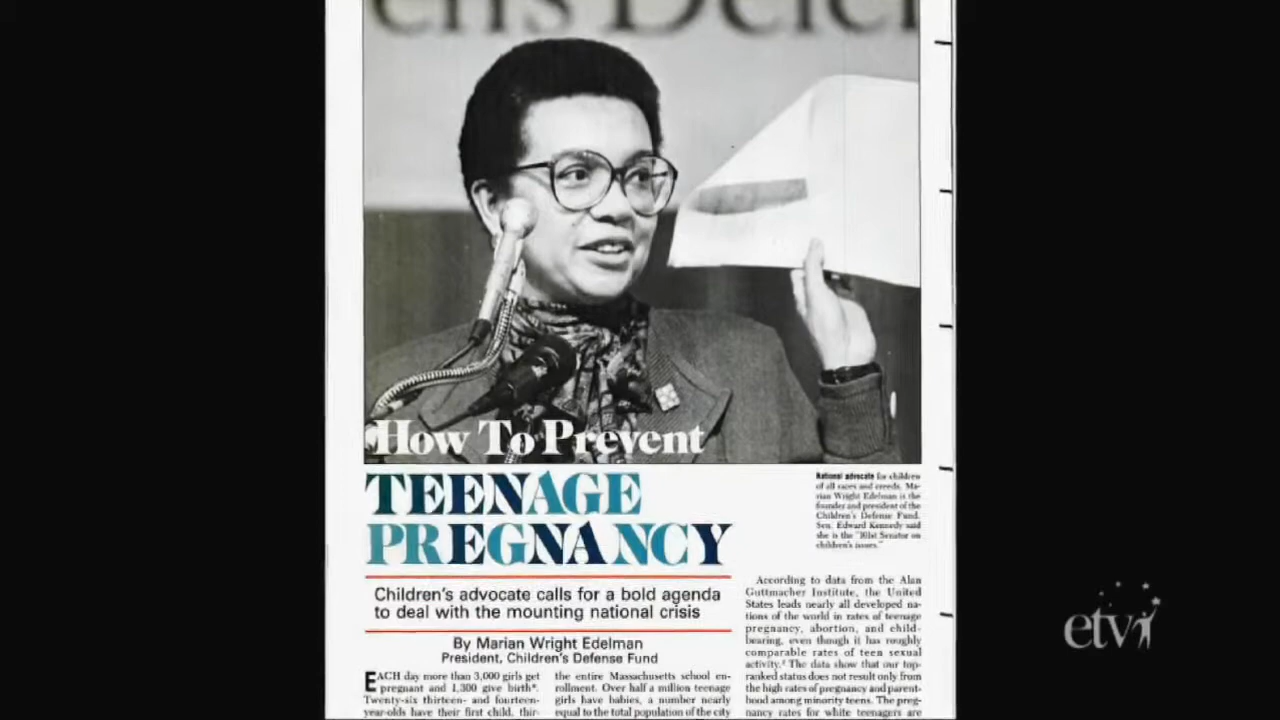 ens Defen
How To Prevent
TEENAGE
PREGNANCY
Children's advocate calls for a bold agenda
to deal with the mounting national crisis
By Marian Wright Edelman
President, Children's Defense Fund
EACH day more than 3,000 girls get
pregnant and 1,300 give birth*.
Twenty-six thirteen- and fourteen-
year-olds have their first child, thir-
the entire Massachusetts school en-
rollment. Over half a million teenage
girls have babies, a number nearly
equal to the total population of the city
National advocate for children
of all races and creeds, Ma-
rian Wright Edelman is the
founder and president of the
Children's Defense Fund.
Sen. Edward Kennedy said
she is the "101st Senator on
children's issues."
According to data from the Alan
Guttmacher Institute, the United
States leads nearly all developed na-
tions of the world in rates of teenage
pregnancy, abortion, and child-
bearing, even though it has roughly
comparable rates of teen sexual
activity.² The data show that our top-
ranked status does not result only from
the high rates of pregnancy and parent-
hood among minority teens. The preg-
nancy rates for white teenagers are
etv